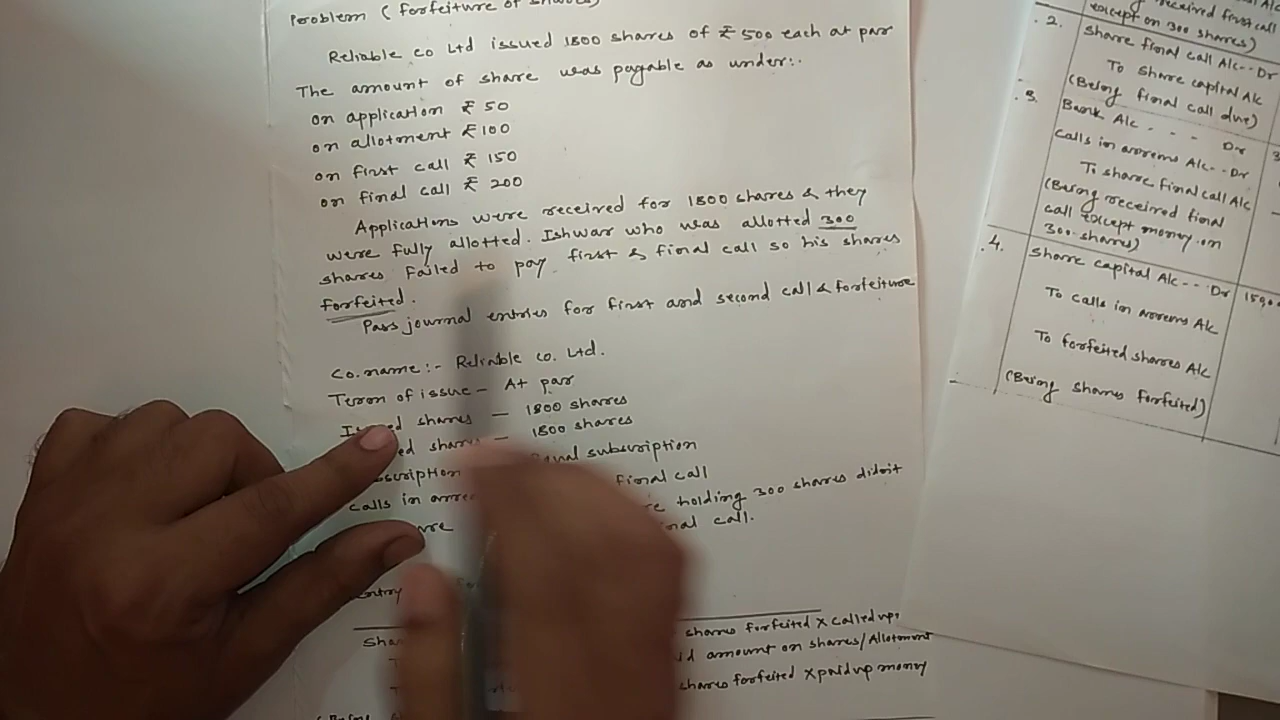 Problem (forfeiture of shares)
Reliable co Ltd issued 1800 shares of ₹ 500 each at par
The amount of share was payable as under:.
on application ₹ 50
on allotment ₹ 100
on first call ₹ 150
on final call ₹ 200
Applications were received for 1800 shares & they
were fully allotted. Ishwar who was allotted 300
shares failed to pay first & final call so his shares
forfeited.
Pass journal entries for first and second call & forfeiture
Co. name:- Reliable co. Ltd.
Term of issue - At par
shares - 1800 shares
shares - 1800 shares
subscription
calls in final call
holding 300 shares didn't
call.
entry
shares forfeited x called up
amount on shares/Allotment
shares forfeited x paid up money
received first call
except on 300 shares)
2. Share final call A/c -- Dr
To share capital A/c
(Being final call due)
3. Bank A/c . - - Dr
calls in arrears A/c -- Dr
To share final call A/c
(Being received final
call except money on
300 shares)
4. Share capital A/c -- Dr
To calls in arrears A/c
To forfeited shares A/c
(Being shares forfeited)